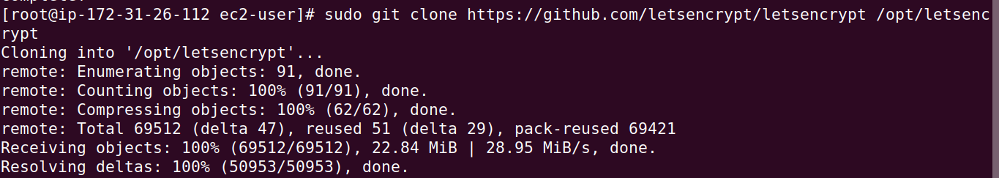 [root@ip-172-31-26-112 ec2-user]# sudo git clone https://github.com/letsencrypt/letsencrypt /opt/letsenc
rypt
Cloning into '/opt/letsencrypt'...
remote: Enumerating objects: 91, done.
remote: Counting objects: 100% (91/91), done.
remote: Compressing objects: 100% (62/62), done.
remote: Total 69512 (delta 47), reused 51 (delta 29), pack-reused 69421
Receiving objects: 100% (69512/69512), 22.84 MiB | 28.95 MiB/s, done.
Resolving deltas: 100% (50953/50953), done.